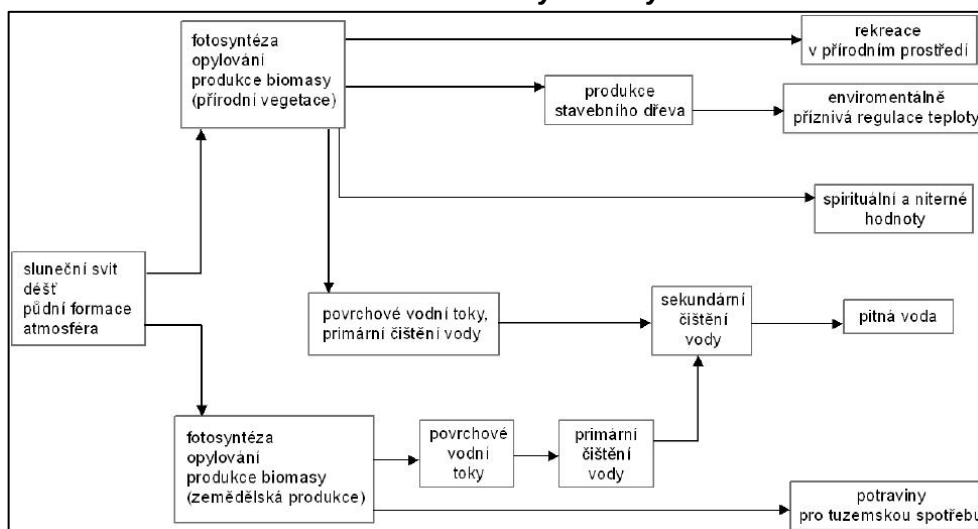 fotosyntéza
opylování
produkce biomasy
(přírodní vegetace)
rekreace
v přírodním prostředí
produkce
stavebního dřeva
enviromentálně
příznivá regulace teploty
spirituální a niterné
hodnoty
sluneční svit
déšť
půdní formace
atmosféra
povrchové vodní toky,
primární čištění vody
sekundární
čištění
vody
pitná voda
fotosyntéza
opylování
produkce biomasy
(zemědělská produkce)
povrchové
vodní
toky
primární
čištění
vody
potraviny
pro tuzemskou spotřebu